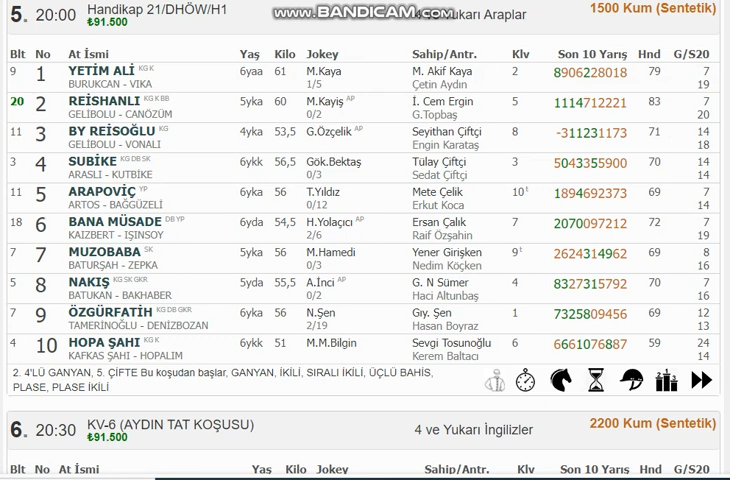 5. 20:00 Handikap 21/DHÖW/H1 4 ve Yukarı Araplar 1500 Kum (Sentetik)
₺91.500
www.BANDICAM.com
Blt No At İsmi Yaş Kilo Jokey Sahip/Antr. Klv Son 10 Yarış Hnd G/S20
9 1 YETİM ALİ KG K 6yaa 61 M.Kaya M. Akif Kaya 2 8906228018 79 7
BURUKCAN - VIKA 1/5 Çetin Aydın 19
20 2 REİSHANLI KG K BB 5yka 60 M.Kayiş AP İ. Cem Ergin 5 1114712221 83 7
GELİBOLU - CANÖZÜM 0/2 G.Topbaş 20
11 3 BY REİSOĞLU KG 4yka 53,5 G.Özçelik AP Seyithan Çiftçi 8 -311231173 71 14
GELİBOLU - VONALI Engin Karataş 18
3 4 SUBİKE KG DB SK 6ykk 56,5 Gök.Bektaş Tülay Çiftçi 3 5043355900 70 14
ARASLI - KUTBİKE 0/3 Sedat Çiftçi 14
11 5 ARAPOVİÇ YP 6yka 56 T.Yıldız Mete Çelik 10 t 1894692373 69 7
ARTOS - BAĞGÜZELİ 0/12 Erkut Koca 14
18 6 BANA MÜSADE DB YP 6yda 54,5 H.Yolaçıcı AP Ersan Çalık 7 2070097212 72 7
KAIZBERT - IŞINSOY 2/6 Raif Özşahin 19
7 7 MUZOBABA SK 5yka 56 M.Hamedi Yener Girişken 9 t 2624314962 69 8
BATURŞAH - ZEPKA 0/3 Nedim Köçken 16
5 8 NAKIŞ KG SK GKR 5yda 55,5 A.İnci AP G. N Sümer 4 8327315792 70 7
BATUKAN - BAKHABER 0/2 Haci Altunbaş 16
7 9 ÖZGÜRFATİH KG DB GKR 6yka 56 N.Şen Gıy. Şen 1 7325809456 69 12
TAMERİNOĞLU - DENİZBOZAN 2/19 Hasan Boyraz 13
4 10 HOPA ŞAHI KG K 6ykk 51 M.M.Bilgin Sevgi Tosunoğlu 6 6661076887 59 24
KAFKAS ŞAHI - HOPALIM Kerem Baltacı 14
2. 4'LÜ GANYAN, 5. ÇİFTE Bu koşudan başlar, GANYAN, İKİLİ, SIRALI İKİLİ, ÜÇLÜ BAHİS,
PLASE, PLASE İKİLİ
1 2 3
6. 20:30 KV-6 (AYDIN TAT KOŞUSU) 4 ve Yukarı İngilizler 2200 Kum (Sentetik)
₺91.500
Blt No At İsmi Yaş Kilo Jokey Sahip/Antr. Klv Son 10 Yarış Hnd G/S20